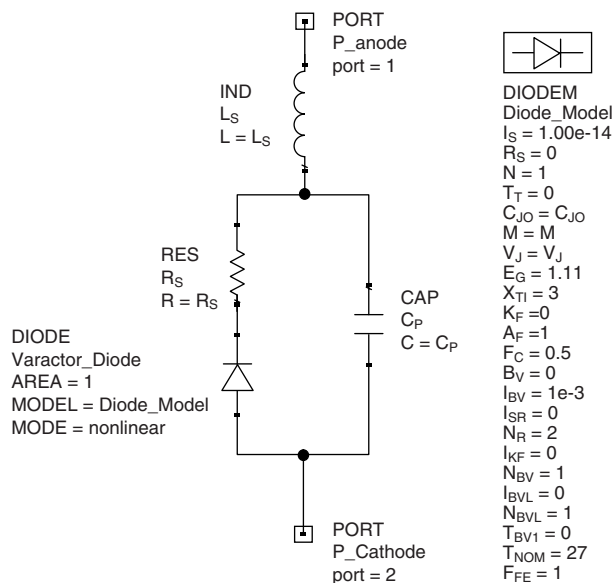 PORT
P_anode
port = 1
IND
L_S
L = L_S
RES
R_S
R = R_S
CAP
C_P
C = C_P
DIODE
Varactor_Diode
AREA = 1
MODEL = Diode_Model
MODE = nonlinear
PORT
P_Cathode
port = 2
DIODEM
Diode_Model
I_S = 1.00e-14
R_S = 0
N = 1
T_T = 0
C_JO = C_JO
M = M
V_J = V_J
E_G = 1.11
X_TI = 3
K_F =0
A_F =1
F_C = 0.5
B_V = 0
I_BV = 1e-3
I_SR = 0
N_R = 2
I_KF = 0
N_BV = 1
I_BVL = 0
N_BVL = 1
T_BV1 = 0
T_NOM = 27
F_FE = 1